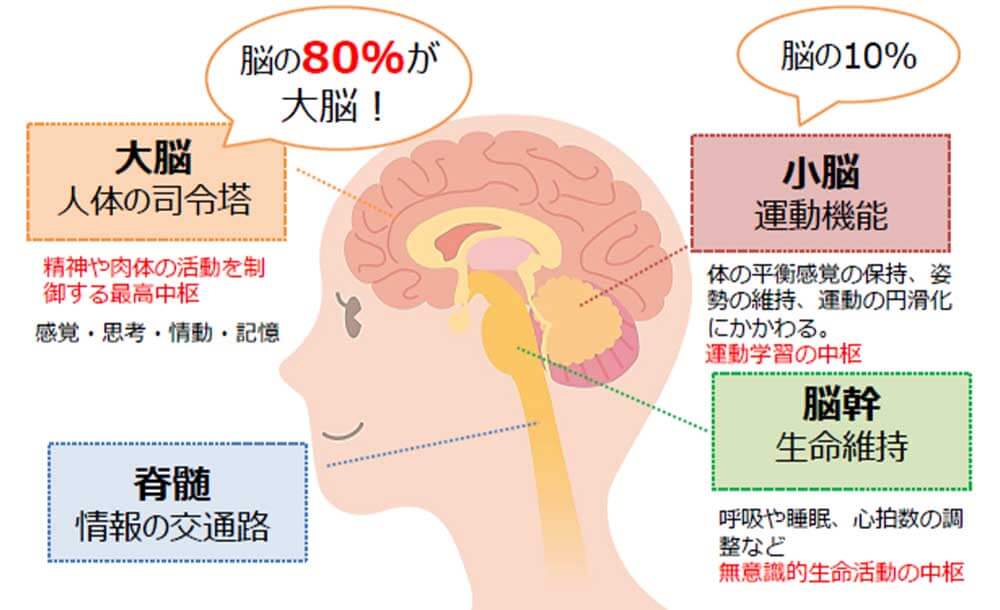 脳の80%が
大脳！
脳の10%
大脳
人体の司令塔
精神や肉体の活動を制
御する最高中枢
感覚・思考・情動・記憶
小脳
運動機能
体の平衡感覚の保持、姿
勢の維持、運動の円滑化
にかかわる。
運動学習の中枢
脊髄
情報の交通路
脳幹
生命維持
呼吸や睡眠、心拍数の調
整など
無意識的生命活動の中枢